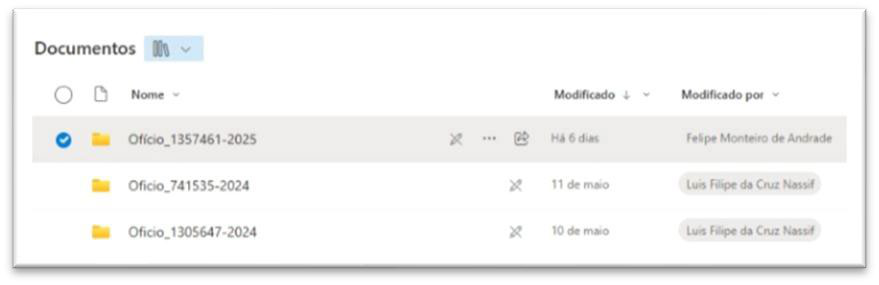 Documentos
Nome Modificado Modificado por
Ofício_1357461-2025 Há 6 dias Felipe Monteiro de Andrade
Oficio_741535-2024 11 de maio Luis Filipe da Cruz Nassif
Oficio_1305647-2024 10 de maio Luis Filipe da Cruz Nassif